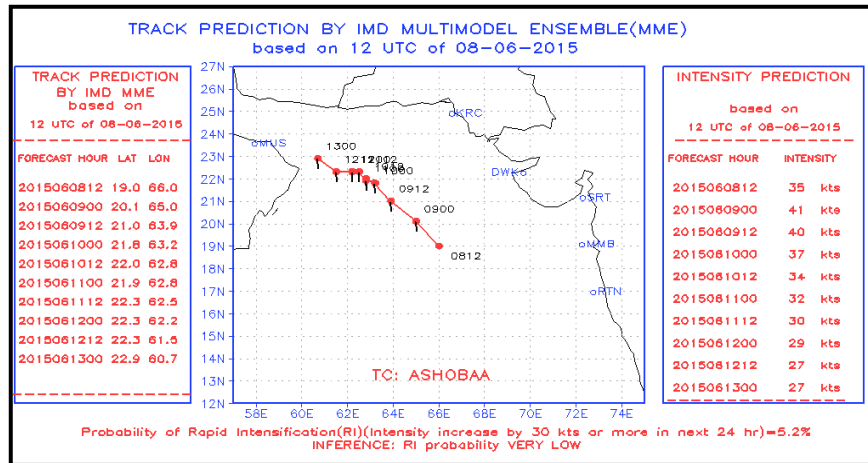 TRACK PREDICTION BY IMD MULTIMODEL ENSEMBLE(MME)
based on 12 UTC of 08-06-2015
TRACK PREDICTION
BY IMD MME
based on
12 UTC of 08-06-2015
FORECAST HOUR LAT LON
2015060812 19.0 66.0
2015060900 20.1 65.0
2015060912 21.0 63.9
2015061000 21.8 63.2
2015061012 22.0 62.8
2015061100 21.9 62.8
2015061112 22.3 62.5
2015061200 22.3 62.2
2015061212 22.3 61.5
2015061300 22.9 60.7
27N
26N
25N
24N
23N
22N
21N
20N
19N
18N
17N
16N
15N
14N
13N
12N
58E 60E 62E 64E 66E 68E 70E 72E 74E
KRC
MUS
DWK
SRT
MMB
RTN
1300
0912
0900
0812
TC: ASHOBAA
INTENSITY PREDICTION
based on
12 UTC of 08-06-2015
FORECAST HOUR INTENSITY
2015060812 35 kts
2015060900 41 kts
2015060912 40 kts
2015061000 37 kts
2015061012 34 kts
2015061100 32 kts
2015061112 30 kts
2015061200 29 kts
2015061212 27 kts
2015061300 27 kts
Probability of Rapid Intensification(RI)(Intensity increase by 30 kts or more in next 24 hr)=5.2%
INFERENCE: RI probability VERY LOW